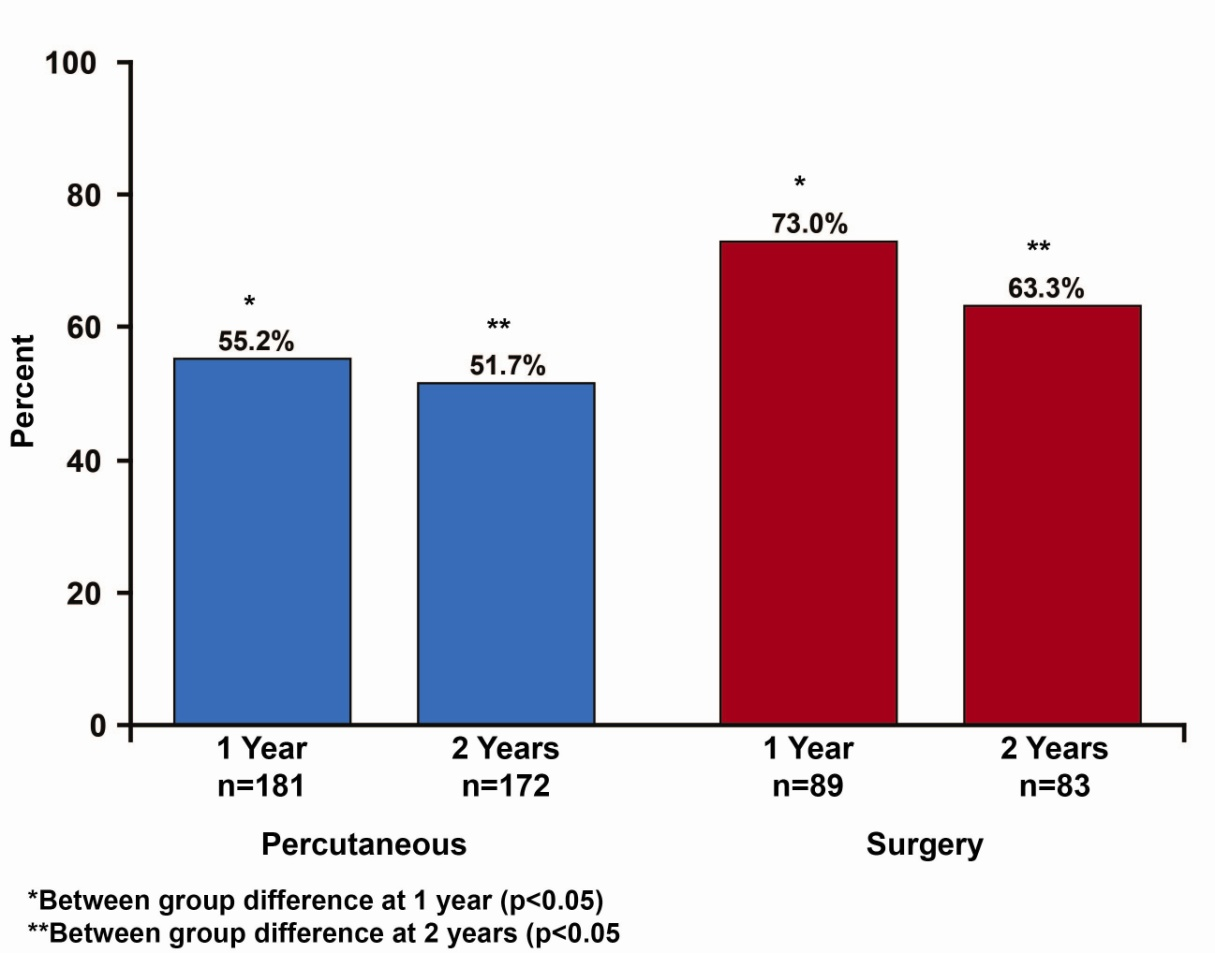 100
80
60
40
20
0
Percent
*
55.2%
**
51.7%
*
73.0%
**
63.3%
1 Year
n=181
2 Years
n=172
1 Year
n=89
2 Years
n=83
Percutaneous
Surgery
*Between group difference at 1 year (p<0.05)
**Between group difference at 2 years (p<0.05